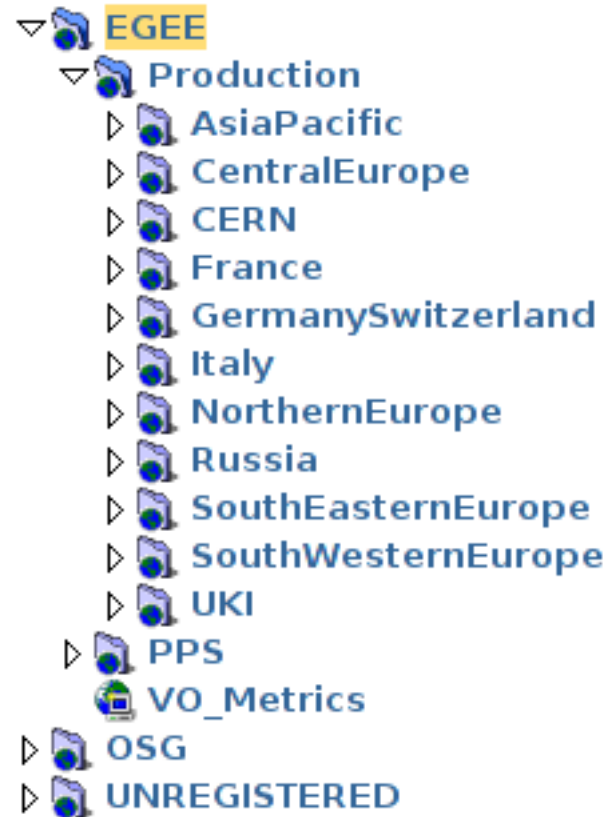 EGEE
Production
AsiaPacific
CentralEurope
CERN
France
GermanySwitzerland
Italy
NorthernEurope
Russia
SouthEasternEurope
SouthWesternEurope
UKI
PPS
VO_Metrics
OSG
UNREGISTERED